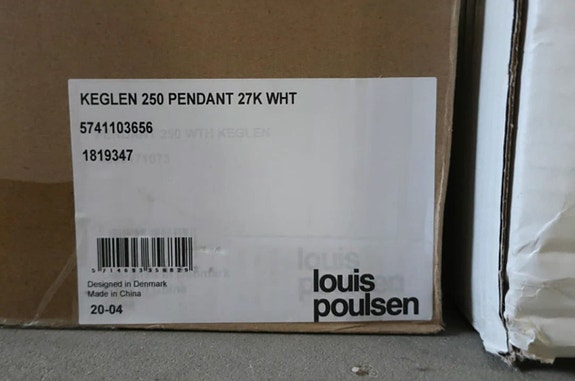 KEGLEN 250 PENDANT 27K WHT
5741103656
1819347
Designed in Denmark
Made in China
20-04
louis
poulsen